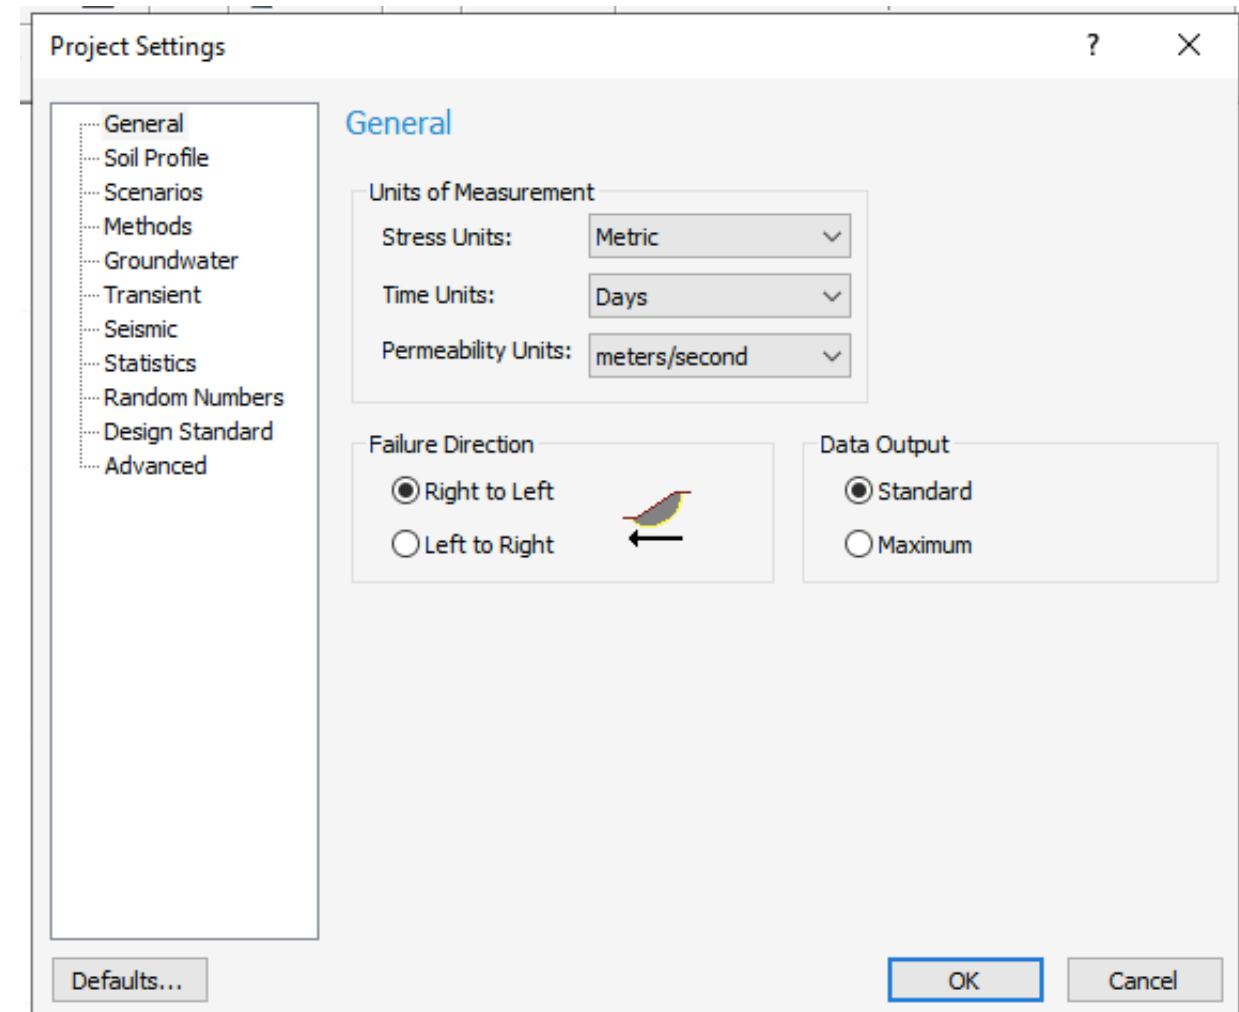 Project Settings
?
General
Soil Profile
Scenarios
Methods
Groundwater
Transient
Seismic
Statistics
Random Numbers
Design Standard
Advanced
General
Units of Measurement
Stress Units: Metric
Time Units: Days
Permeability Units: meters/second
Failure Direction
Right to Left
Left to Right
Data Output
Standard
Maximum
Defaults...
OK
Cancel